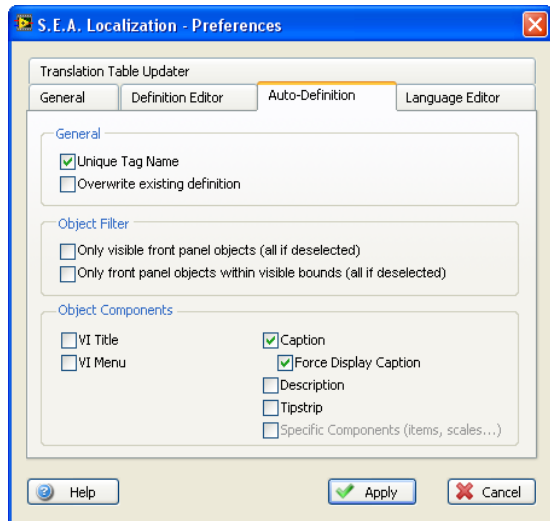 S.E.A. Localization - Preferences
Translation Table Updater
General Definition Editor Auto-Definition Language Editor
General
Unique Tag Name
Overwrite existing definition
Object Filter
Only visible front panel objects (all if deselected)
Only front panel objects within visible bounds (all if deselected)
Object Components
VI Title Caption
VI Menu Force Display Caption
Description
Tipstrip
Specific Components (items, scales...)
Help Apply Cancel